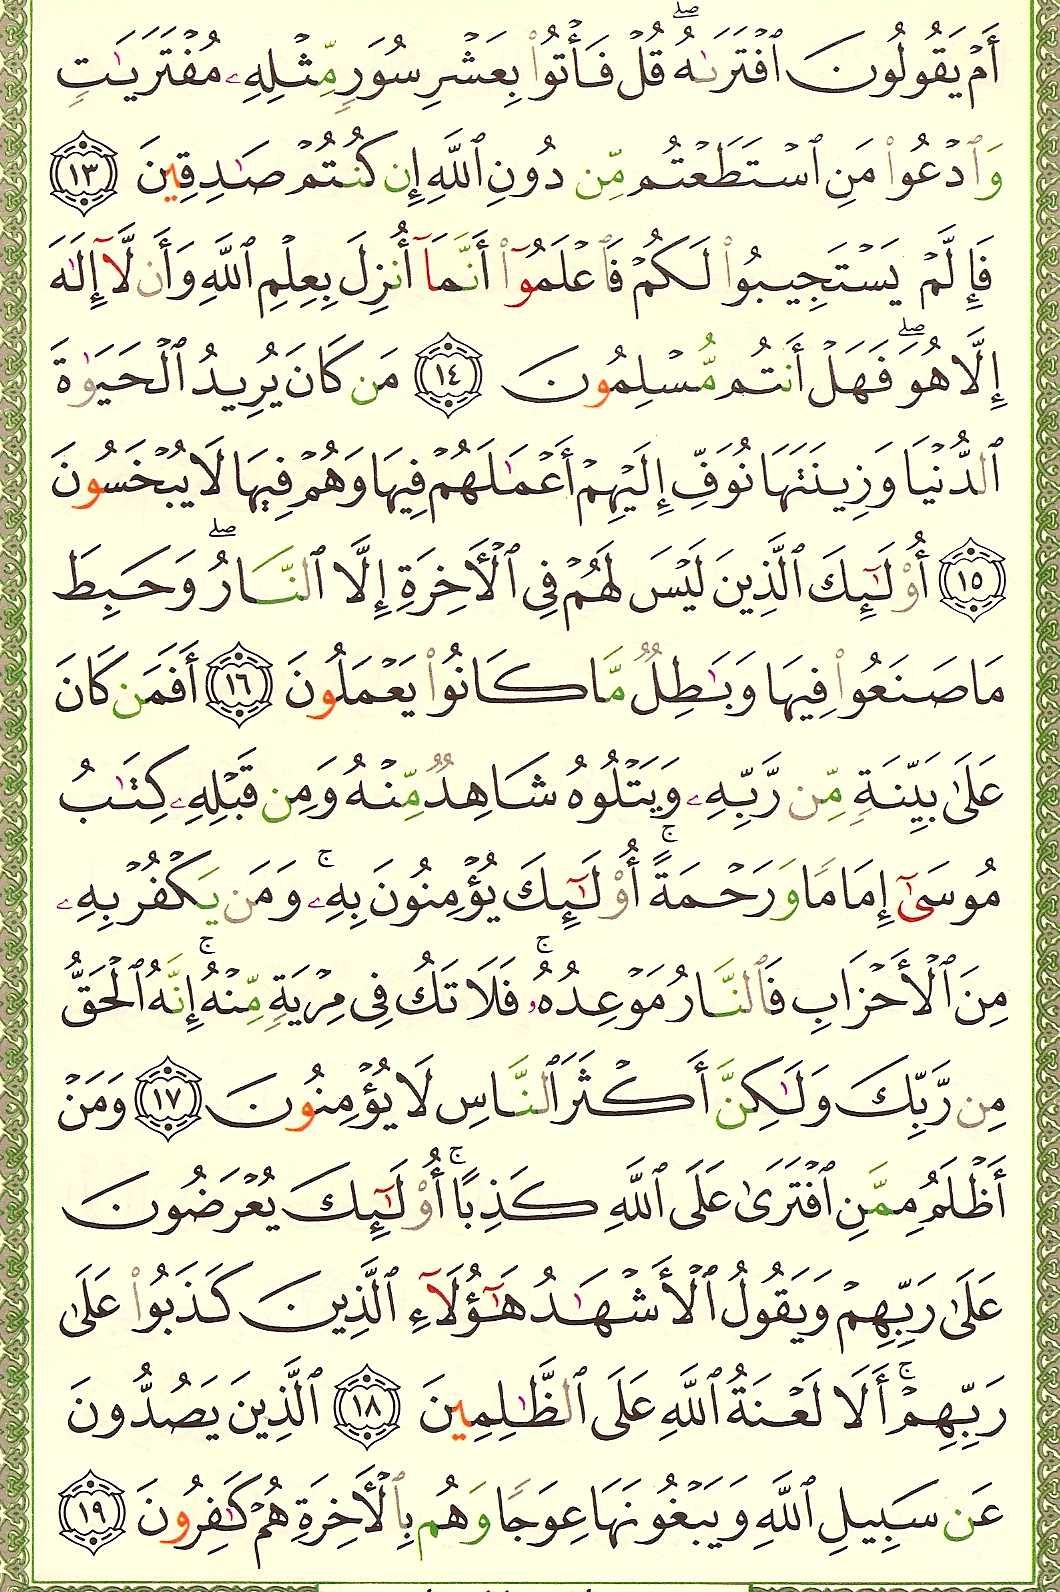 أَمْ يَقُولُونَ ٱفْتَرَىٰهُ ۖ قُلْ فَأْتُوا۟ بِعَشْرِ سُوَرٍ مِّثْلِهِۦ مُفْتَرَيَـٰتٍ
وَٱدْعُوا۟ مَنِ ٱسْتَطَعْتُم مِّن دُونِ ٱللَّهِ إِن كُنتُمْ صَـٰدِقِينَ ﴿١٣﴾
فَإِلَّمْ يَسْتَجِيبُوا۟ لَكُمْ فَٱعْلَمُوٓا۟ أَنَّمَآ أُنزِلَ بِعِلْمِ ٱللَّهِ وَأَن لَّآ إِلَـٰهَ
إِلَّا هُوَ ۖ فَهَلْ أَنتُم مُّسْلِمُونَ ﴿١٤﴾ مَن كَانَ يُرِيدُ ٱلْحَيَوٰةَ
ٱلدُّنْيَا وَزِينَتَهَا نُوَفِّ إِلَيْهِمْ أَعْمَـٰلَهُمْ فِيهَا وَهُمْ فِيهَا لَا يُبْخَسُونَ
﴿١٥﴾ أُو۟لَـٰٓئِكَ ٱلَّذِينَ لَيْسَ لَهُمْ فِى ٱلْـَٔاخِرَةِ إِلَّا ٱلنَّارُ ۖ وَحَبِطَ
مَا صَنَعُوا۟ فِيهَا وَبَـٰطِلٌ مَّا كَانُوا۟ يَعْمَلُونَ ﴿١٦﴾ أَفَمَن كَانَ
عَلَىٰ بَيِّنَةٍ مِّن رَّبِّهِۦ وَيَتْلُوهُ شَاهِدٌ مِّنْهُ وَمِن قَبْلِهِۦ كِتَـٰبُ
مُوسَىٰٓ إِمَامًا وَرَحْمَةً ۚ أُو۟لَـٰٓئِكَ يُؤْمِنُونَ بِهِۦ ۚ وَمَن يَكْفُرْ بِهِۦ
مِنَ ٱلْأَحْزَابِ فَٱلنَّارُ مَوْعِدُهُۥ ۚ فَلَا تَكُ فِى مِرْيَةٍ مِّنْهُ ۚ إِنَّهُ ٱلْحَقُّ
مِن رَّبِّكَ وَلَـٰكِنَّ أَكْثَرَ ٱلنَّاسِ لَا يُؤْمِنُونَ ﴿١٧﴾ وَمَنْ
أَظْلَمُ مِمَّنِ ٱفْتَرَىٰ عَلَى ٱللَّهِ كَذِبًا ۚ أُو۟لَـٰٓئِكَ يُعْرَضُونَ
عَلَىٰ رَبِّهِمْ وَيَقُولُ ٱلْأَشْهَـٰدُ هَـٰٓؤُلَآءِ ٱلَّذِينَ كَذَبُوا۟ عَلَىٰ
رَبِّهِمْ ۚ أَلَا لَعْنَةُ ٱللَّهِ عَلَى ٱلظَّـٰلِمِينَ ﴿١٨﴾ ٱلَّذِينَ يَصُدُّونَ
عَن سَبِيلِ ٱللَّهِ وَيَبْغُونَهَا عِوَجًا وَهُم بِٱلْـَٔاخِرَةِ هُمْ كَـٰفِرُونَ ﴿١٩﴾